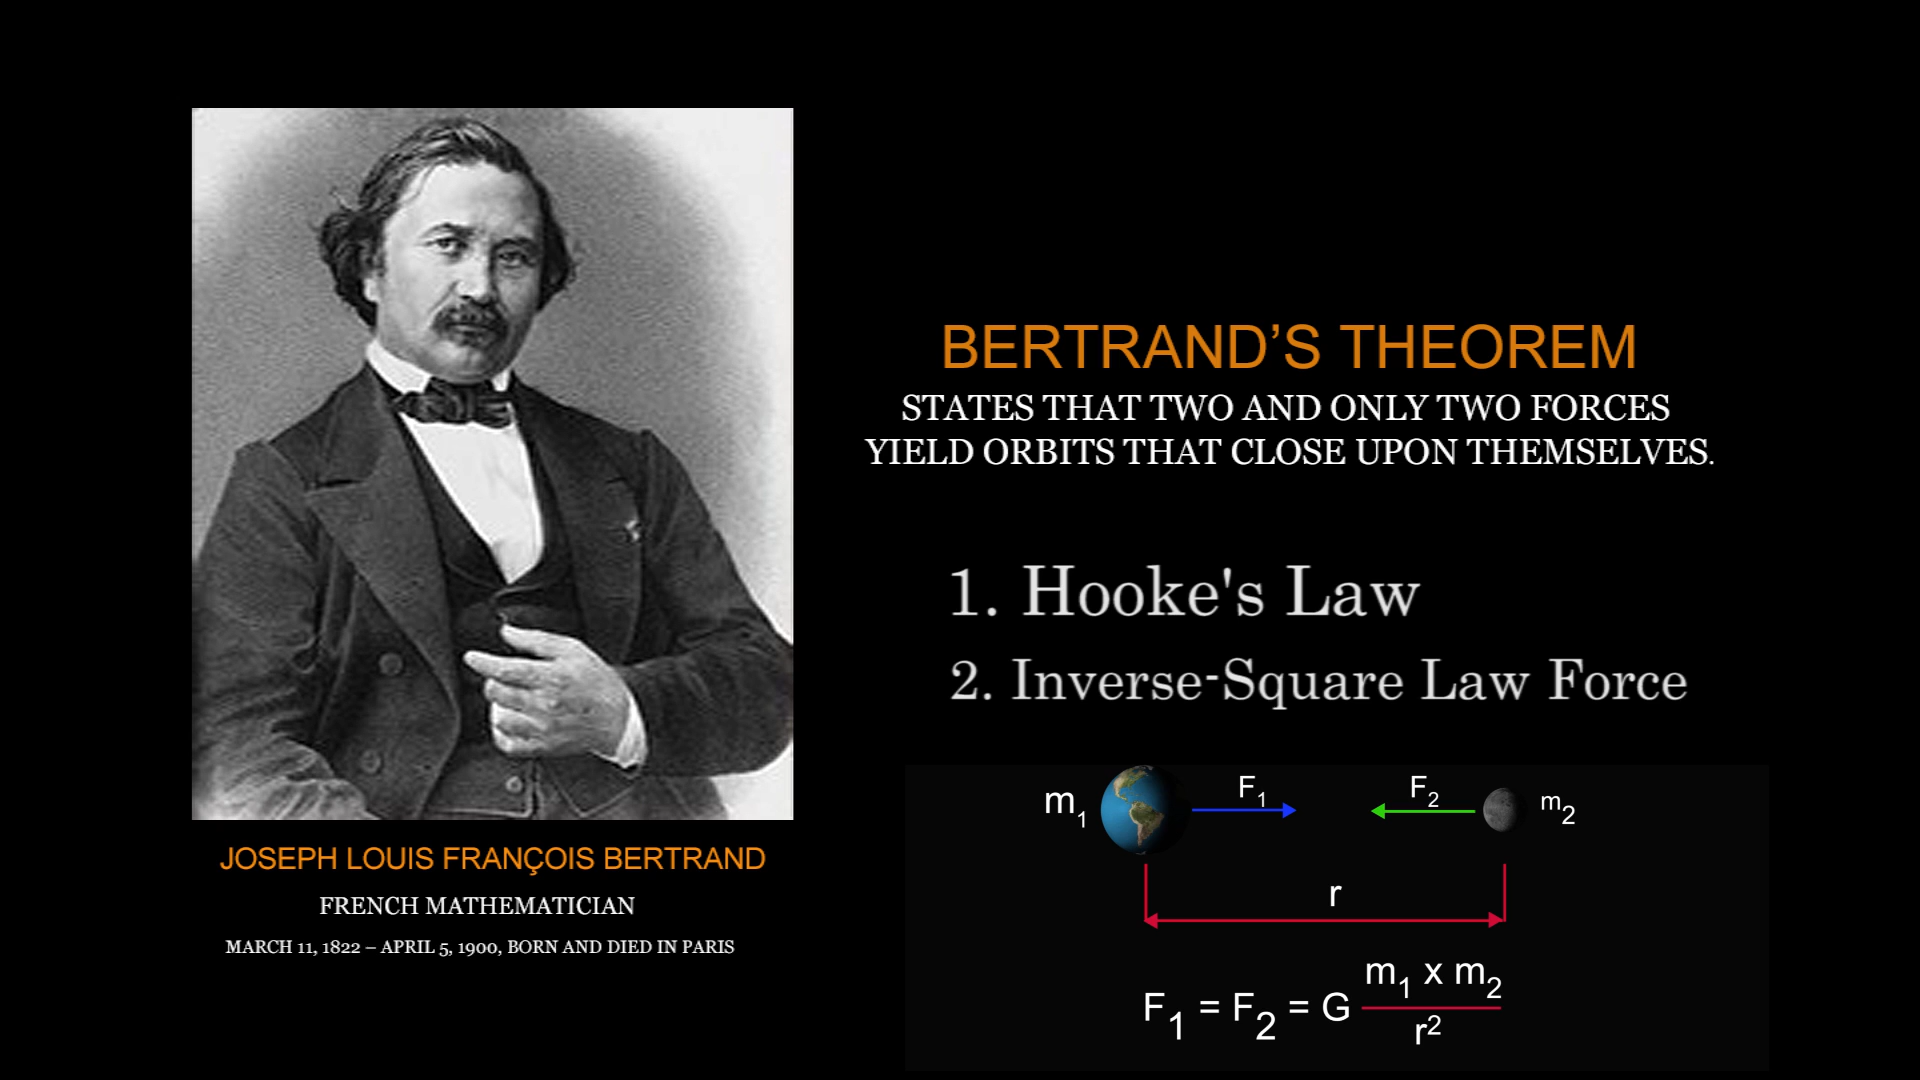 BERTRAND’S THEOREM
STATES THAT TWO AND ONLY TWO FORCES
YIELD ORBITS THAT CLOSE UPON THEMSELVES.
1. Hooke's Law
2. Inverse-Square Law Force
m1 F1 F2 m2
r
F1 = F2 = G m1 x m2 / r²
JOSEPH LOUIS FRANÇOIS BERTRAND
FRENCH MATHEMATICIAN
MARCH 11, 1822 – APRIL 5, 1900, BORN AND DIED IN PARIS